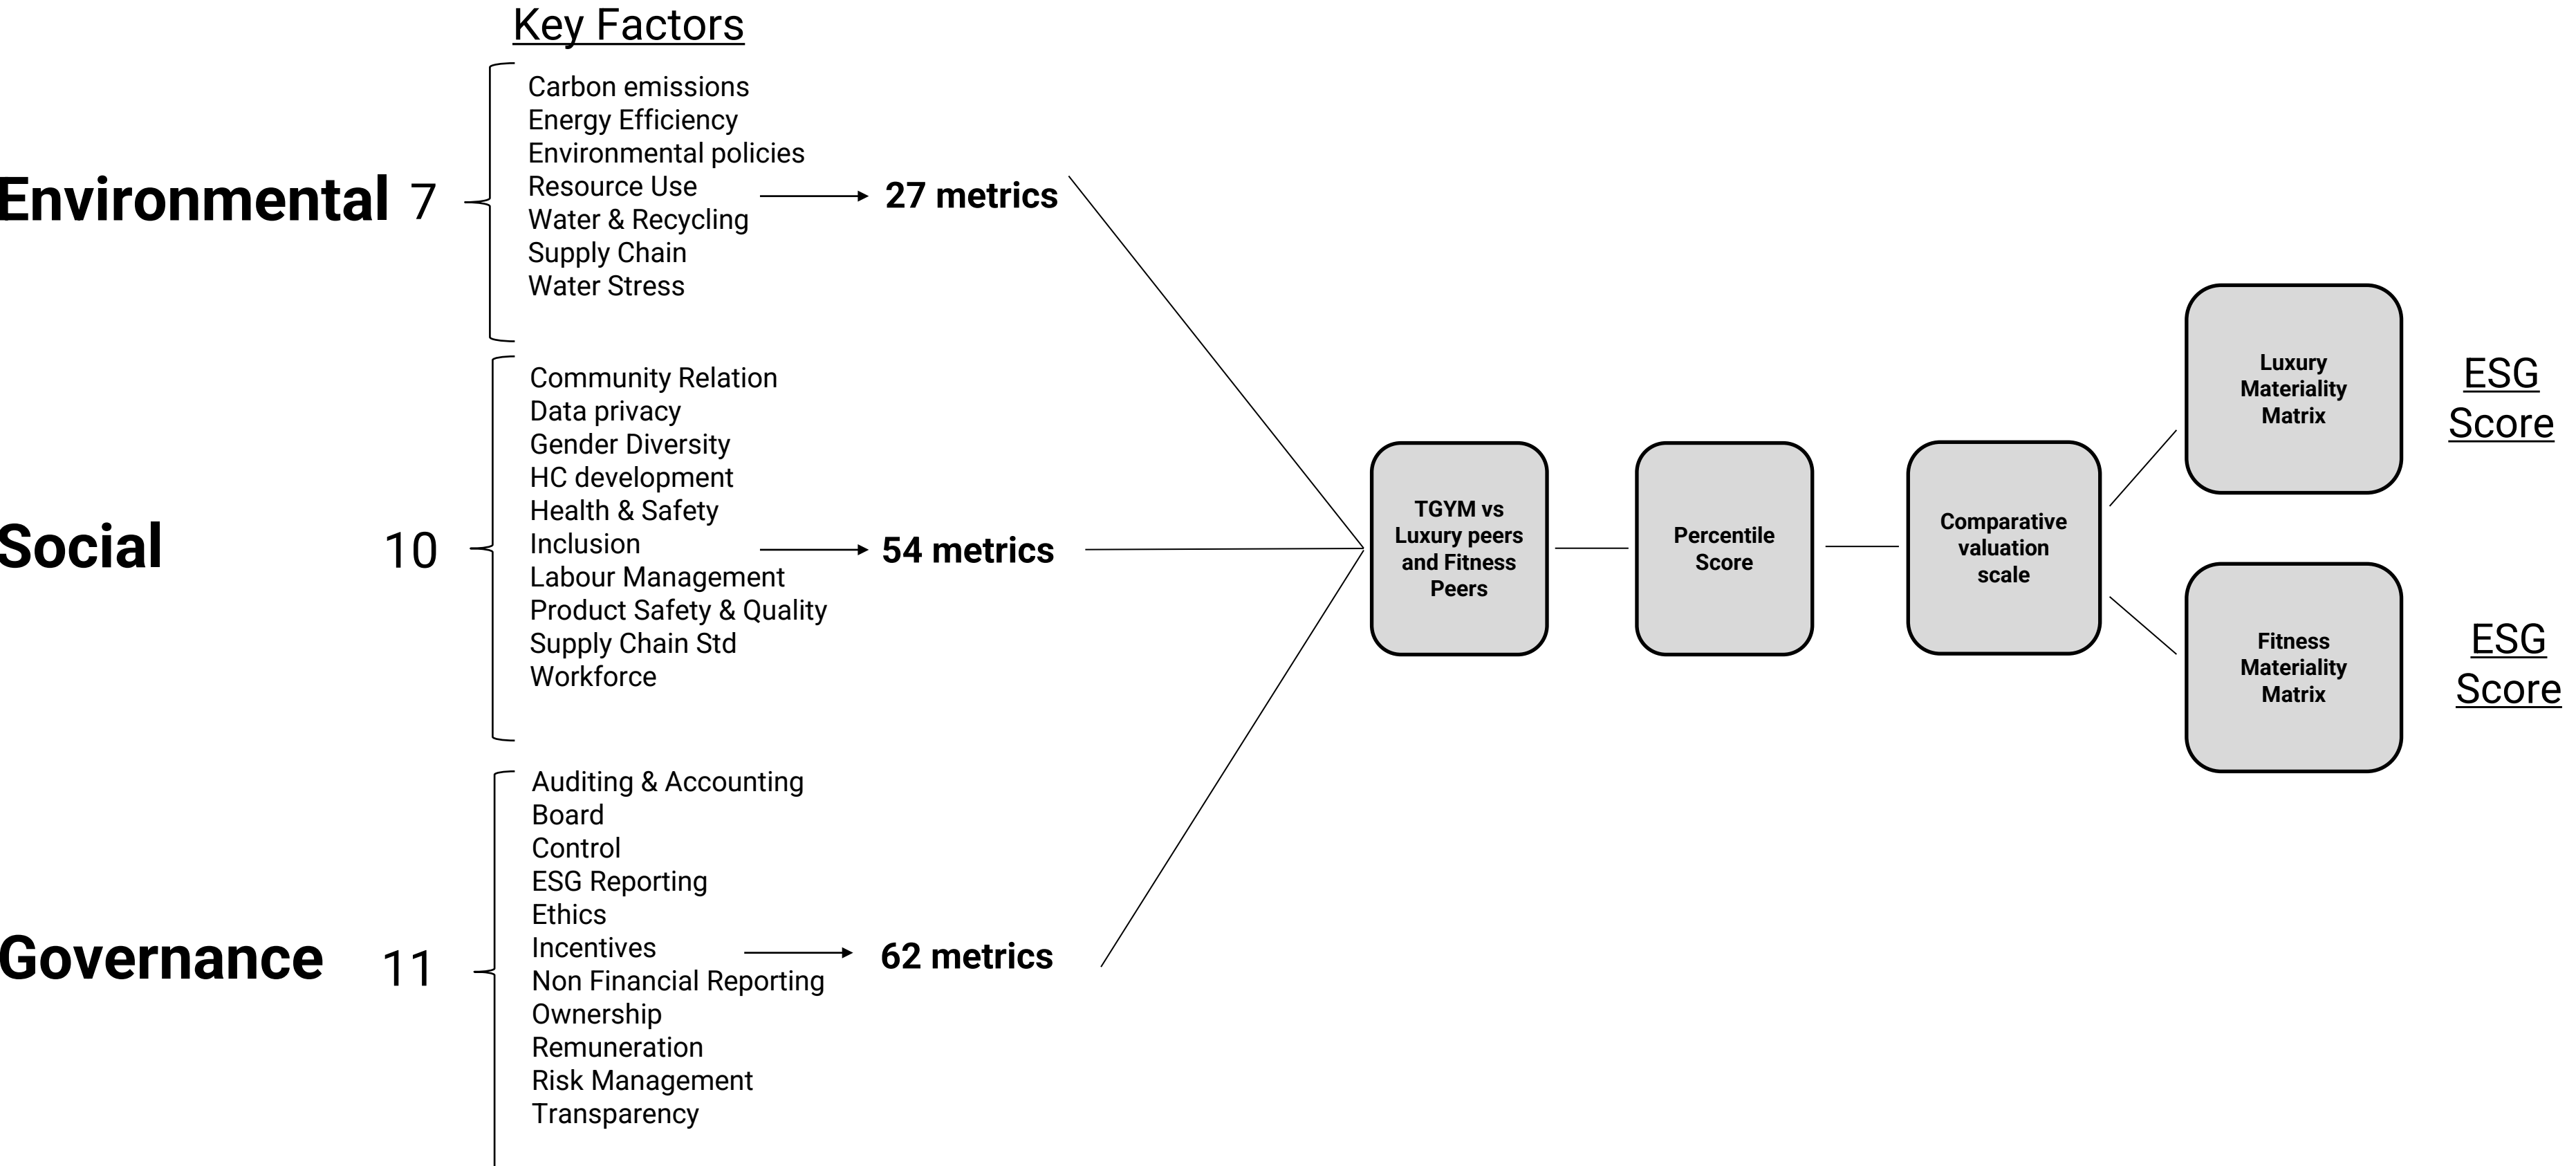 Key Factors
Environmental 7
Carbon emissions
Energy Efficiency
Environmental policies
Resource Use
Water & Recycling
Supply Chain
Water Stress
27 metrics
Social 10
Community Relation
Data privacy
Gender Diversity
HC development
Health & Safety
Inclusion
Labour Management
Product Safety & Quality
Supply Chain Std
Workforce
54 metrics
Governance 11
Auditing & Accounting
Board
Control
ESG Reporting
Ethics
Incentives
Non Financial Reporting
Ownership
Remuneration
Risk Management
Transparency
62 metrics
TGYM vs
Luxury peers
and Fitness
Peers
Percentile
Score
Comparative
valuation
scale
Luxury
Materiality
Matrix
ESG
Score
Fitness
Materiality
Matrix
ESG
Score